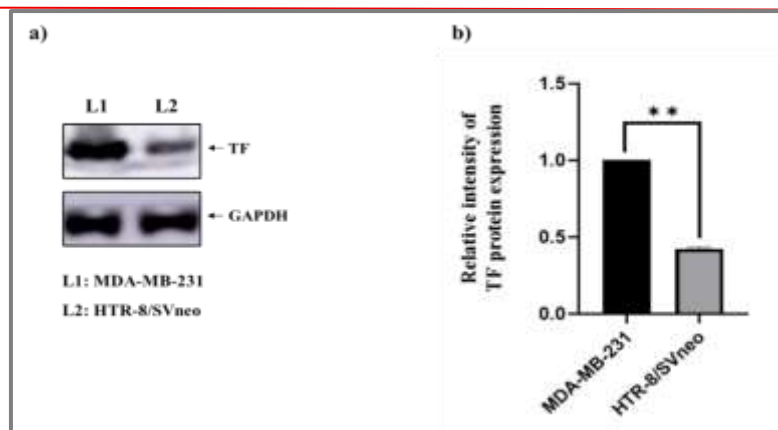 a)
L1 L2
← TF
← GAPDH
L1: MDA-MB-231
L2: HTR-8/SVneo
b)
Relative intensity of
TF protein expression
1.5
1.0
0.5
0.0
**
MDA-MB-231
HTR-8/SVneo